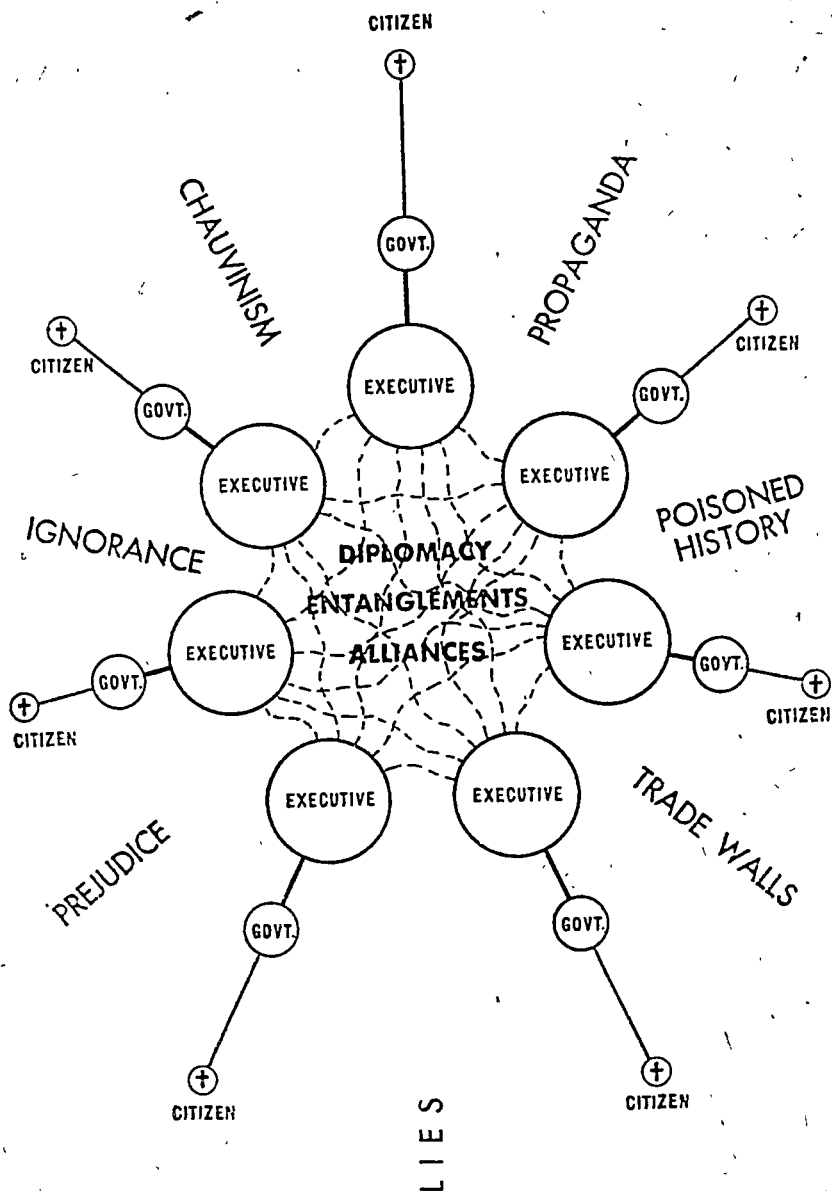 CITIZEN
GOVT.
EXECUTIVE
CHAUVINISM
PROPAGANDA
CITIZEN
GOVT.
EXECUTIVE
CITIZEN
GOVT.
EXECUTIVE
IGNORANCE
POISONED
HISTORY
DIPLOMACY
ENTANGLEMENTS
ALLIANCES
EXECUTIVE
GOVT.
CITIZEN
EXECUTIVE
GOVT.
CITIZEN
EXECUTIVE
GOVT.
CITIZEN
EXECUTIVE
GOVT.
CITIZEN
PREJUDICE
TRADE WALLS
LIES